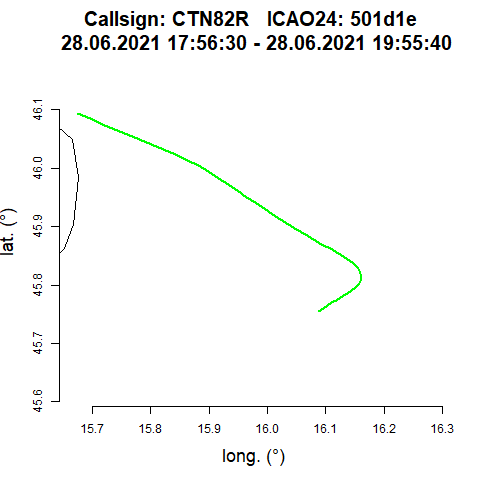 Callsign: CTN82R   ICAO24: 501d1e
28.06.2021 17:56:30 - 28.06.2021 19:55:40
lat. (°)
46.1
46.0
45.9
45.8
45.7
45.6
15.7 15.8 15.9 16.0 16.1 16.2 16.3
long. (°)